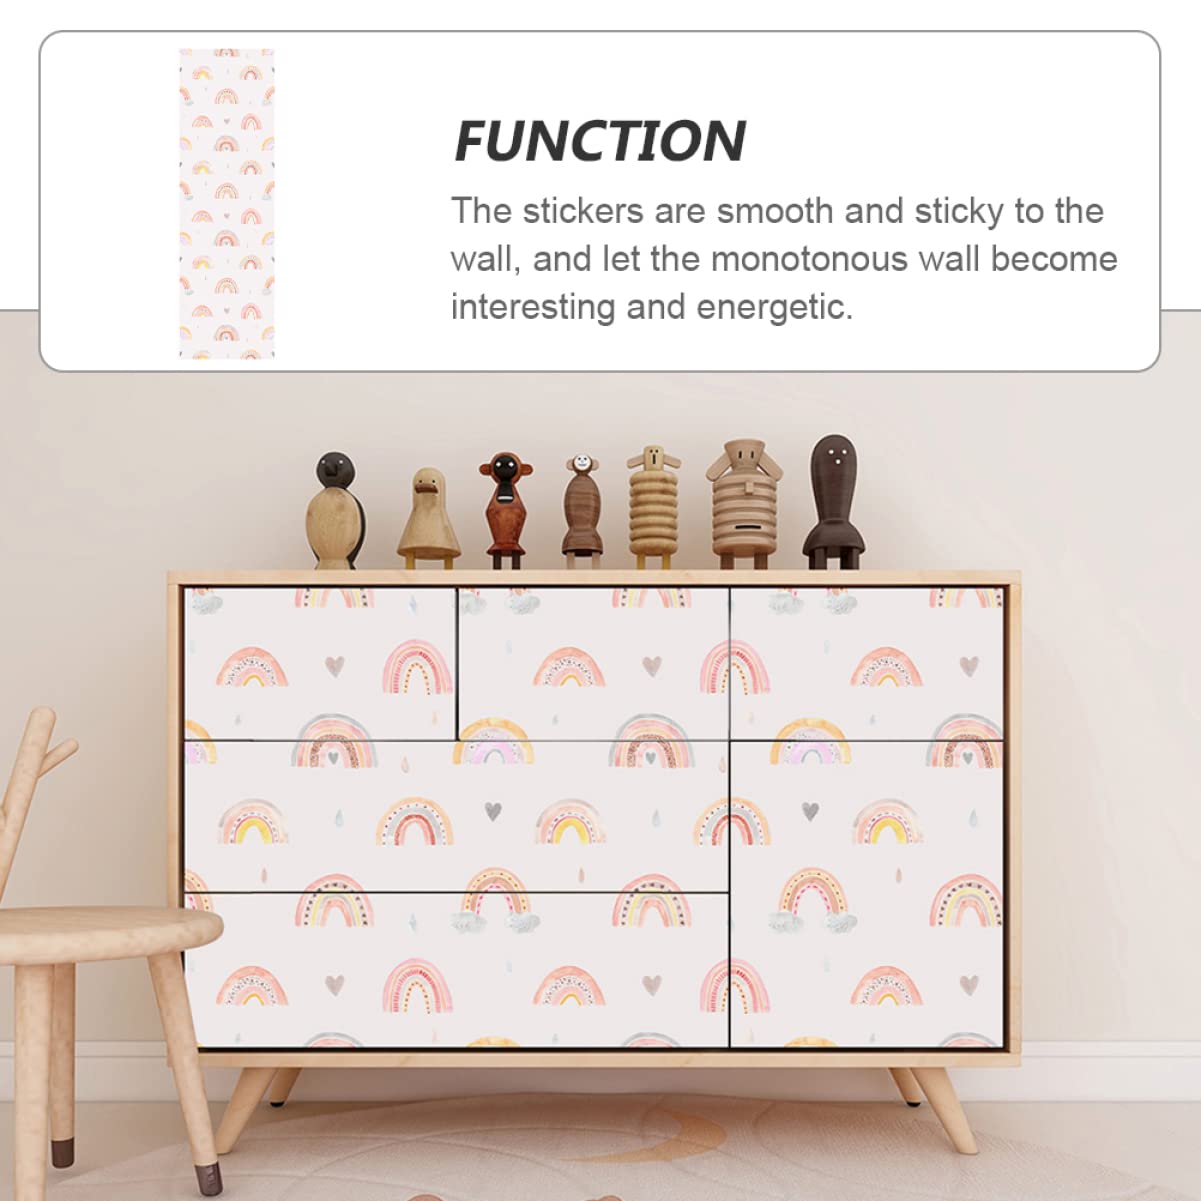 FUNCTION
The stickers are smooth and sticky to the
wall, and let the monotonous wall become
interesting and energetic.